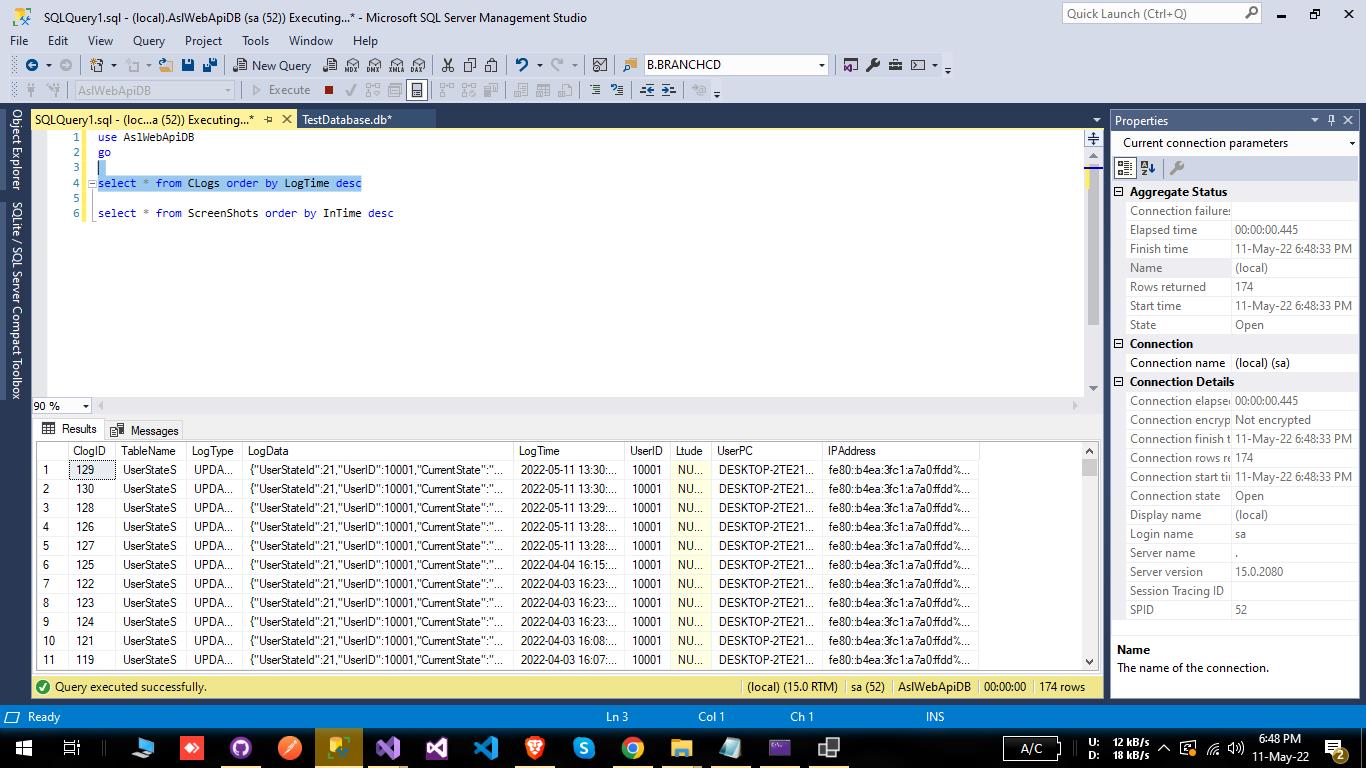 SQLQuery1.sql - (local).AslWebApiDB (sa (52)) Executing...* - Microsoft SQL Server Management Studio
Quick Launch (Ctrl+Q)
File Edit View Query Project Tools Window Help
New Query MDX DMX XMLA DAX B.BRANCHCD
AslWebApiDB Execute
SQLQuery1.sql - (loc...a (52)) Executing...* TestDatabase.db*
Object Explorer
SQLite / SQL Server Compact Toolbox
1 use AslWebApiDB
2 go
3
4 select * from CLogs order by LogTime desc
5
6 select * from ScreenShots order by InTime desc
90 %
Results Messages
ClogID TableName LogType LogData LogTime UserID Ltude UserPC IPAddress
1 129 UserStateS UPDA... {"UserStateId":21,"UserID":10001,"CurrentState":"... 2022-05-11 13:30:... 10001 NU... DESKTOP-2TE21... fe80::b4ea:3fc1:a7a0:ffdd%...
2 130 UserStateS UPDA... {"UserStateId":21,"UserID":10001,"CurrentState":"... 2022-05-11 13:30:... 10001 NU... DESKTOP-2TE21... fe80::b4ea:3fc1:a7a0:ffdd%...
3 128 UserStateS UPDA... {"UserStateId":21,"UserID":10001,"CurrentState":"... 2022-05-11 13:29:... 10001 NU... DESKTOP-2TE21... fe80::b4ea:3fc1:a7a0:ffdd%...
4 126 UserStateS UPDA... {"UserStateId":21,"UserID":10001,"CurrentState":"... 2022-05-11 13:28:... 10001 NU... DESKTOP-2TE21... fe80::b4ea:3fc1:a7a0:ffdd%...
5 127 UserStateS UPDA... {"UserStateId":21,"UserID":10001,"CurrentState":"... 2022-05-11 13:28:... 10001 NU... DESKTOP-2TE21... fe80::b4ea:3fc1:a7a0:ffdd%...
6 125 UserStateS UPDA... {"UserStateId":21,"UserID":10001,"CurrentState":"... 2022-04-04 16:15:... 10001 NU... DESKTOP-2TE21... fe80::b4ea:3fc1:a7a0:ffdd%...
7 122 UserStateS UPDA... {"UserStateId":21,"UserID":10001,"CurrentState":"... 2022-04-03 16:23:... 10001 NU... DESKTOP-2TE21... fe80::b4ea:3fc1:a7a0:ffdd%...
8 123 UserStateS UPDA... {"UserStateId":21,"UserID":10001,"CurrentState":"... 2022-04-03 16:23:... 10001 NU... DESKTOP-2TE21... fe80::b4ea:3fc1:a7a0:ffdd%...
9 124 UserStateS UPDA... {"UserStateId":21,"UserID":10001,"CurrentState":"... 2022-04-03 16:23:... 10001 NU... DESKTOP-2TE21... fe80::b4ea:3fc1:a7a0:ffdd%...
10 121 UserStateS UPDA... {"UserStateId":21,"UserID":10001,"CurrentState":"... 2022-04-03 16:08:... 10001 NU... DESKTOP-2TE21... fe80::b4ea:3fc1:a7a0:ffdd%...
11 119 UserStateS UPDA... {"UserStateId":21,"UserID":10001,"CurrentState":"... 2022-04-03 16:07:... 10001 NU... DESKTOP-2TE21... fe80::b4ea:3fc1:a7a0:ffdd%...
Query executed successfully. (local) (15.0 RTM) sa (52) AslWebApiDB 00:00:00 174 rows
Properties
Current connection parameters
Aggregate Status
Connection failures
Elapsed time 00:00:00.445
Finish time 11-May-22 6:48:33 PM
Name (local)
Rows returned 174
Start time 11-May-22 6:48:33 PM
State Open
Connection
Connection name (local) (sa)
Connection Details
Connection elapse 00:00:00.445
Connection encryp Not encrypted
Connection finish t 11-May-22 6:48:33 PM
Connection rows re 174
Connection start ti 11-May-22 6:48:33 PM
Connection state Open
Display name (local)
Login name sa
Server name .
Server version 15.0.2080
Session Tracing ID
SPID 52
Name
The name of the connection.
Ready Ln 3 Col 1 Ch 1 INS
A/C
U: 12 kB/s
D: 18 kB/s
6:48 PM
11-May-22
2